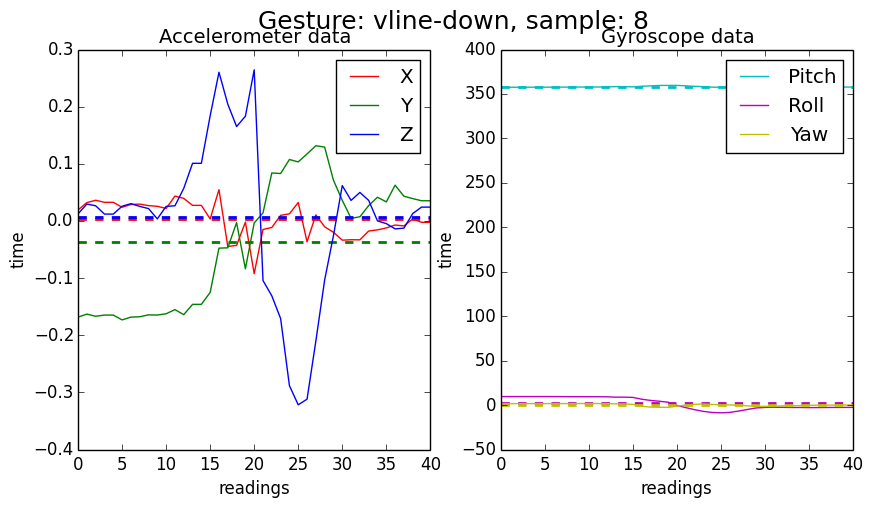 Gesture: vline-down, sample: 8
Accelerometer data
0.3
0.2
0.1
0.0
−0.1
−0.2
−0.3
−0.4
time
0 5 10 15 20 25 30 35 40
readings
X
Y
Z
Gyroscope data
400
350
300
250
200
150
100
50
0
−50
time
0 5 10 15 20 25 30 35 40
readings
Pitch
Roll
Yaw